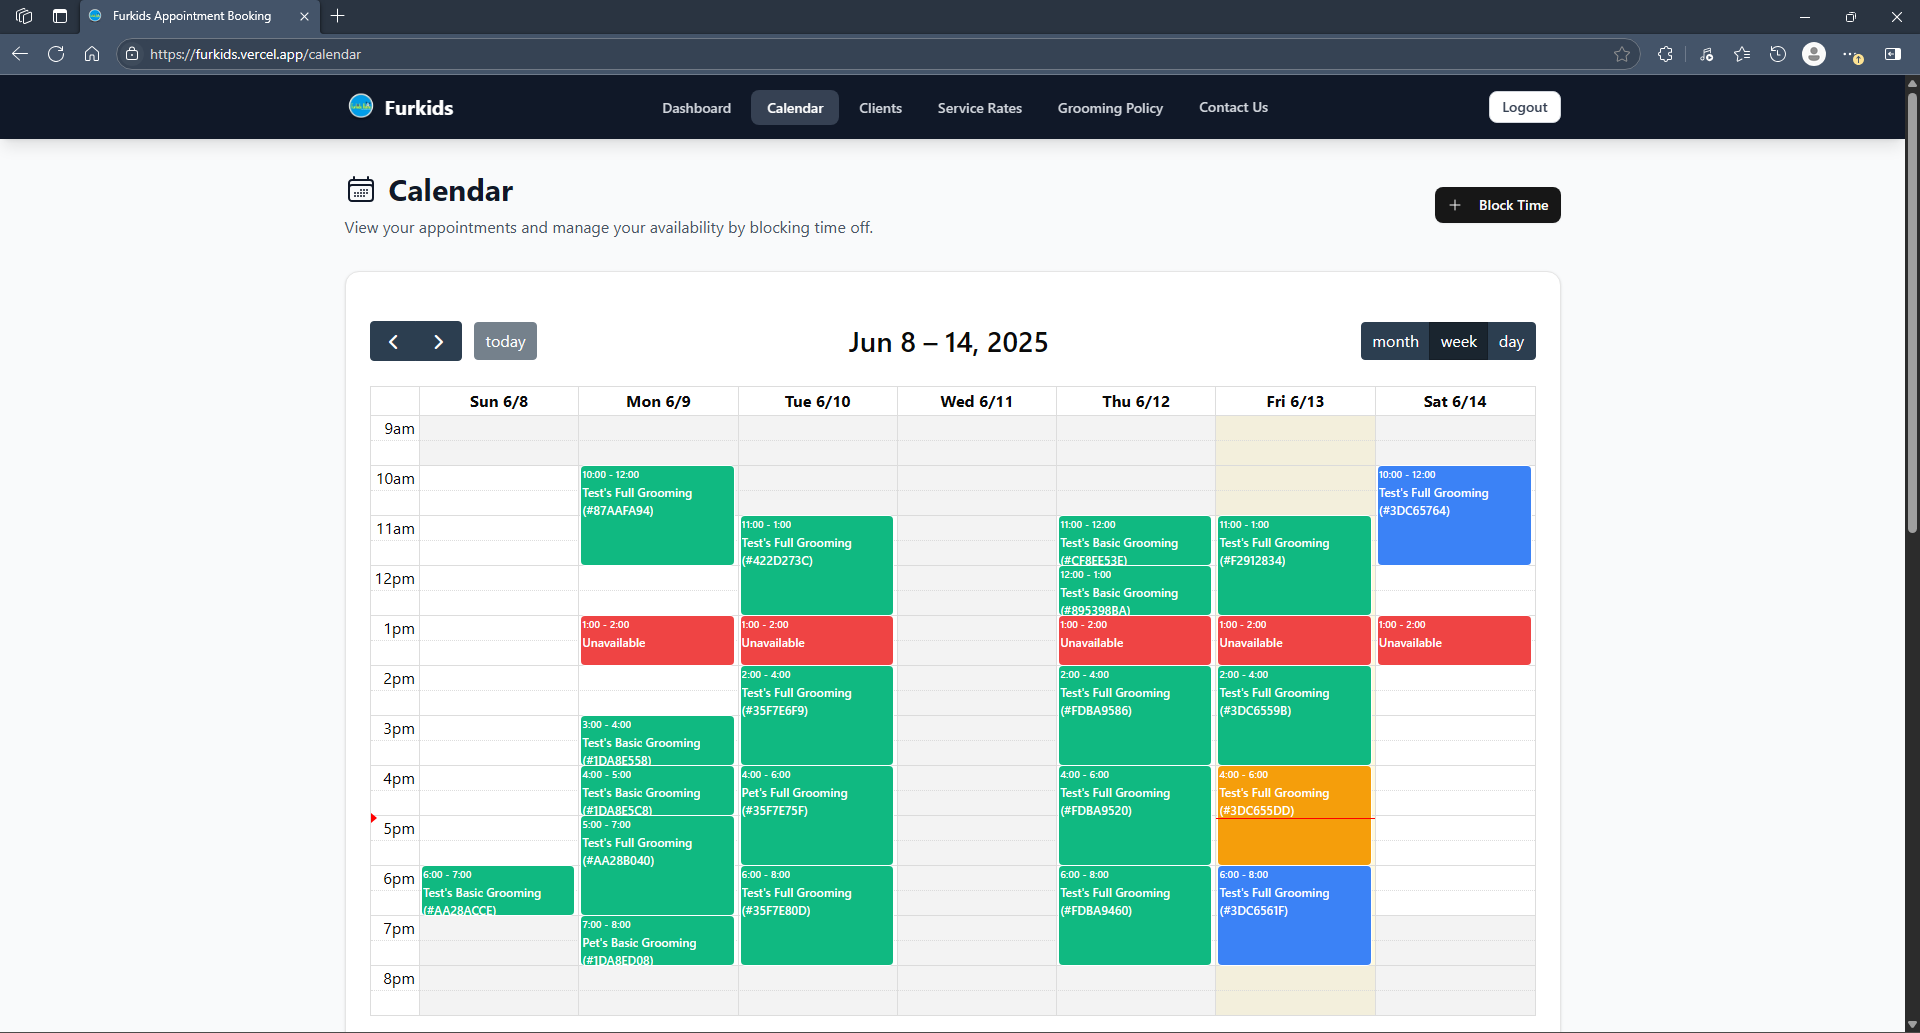 Furkids Appointment Booking
https://furkids.vercel.app/calendar
Furkids
Dashboard
Calendar
Clients
Service Rates
Grooming Policy
Contact Us
Logout
Calendar
View your appointments and manage your availability by blocking time off.
+ Block Time
today
Jun 8 – 14, 2025
month
week
day
Sun 6/8
Mon 6/9
Tue 6/10
Wed 6/11
Thu 6/12
Fri 6/13
Sat 6/14
9am
10am
11am
12pm
1pm
2pm
3pm
4pm
5pm
6pm
7pm
8pm
6:00 - 7:00
Test's Basic Grooming
(#AA28ACCE)
10:00 - 12:00
Test's Full Grooming
(#87AAFA94)
1:00 - 2:00
Unavailable
3:00 - 4:00
Test's Basic Grooming
(#1DA8E558)
4:00 - 5:00
Test's Basic Grooming
(#1DA8E5C8)
5:00 - 7:00
Test's Full Grooming
(#AA28B040)
7:00 - 8:00
Pet's Basic Grooming
(#1DA8ED08)
11:00 - 1:00
Test's Full Grooming
(#422D273C)
1:00 - 2:00
Unavailable
2:00 - 4:00
Test's Full Grooming
(#35F7E6F9)
4:00 - 6:00
Pet's Full Grooming
(#35F7E75F)
6:00 - 8:00
Test's Full Grooming
(#35F7E80D)
11:00 - 12:00
Test's Basic Grooming
(#CF8EE53E)
12:00 - 1:00
Test's Basic Grooming
(#895398BA)
1:00 - 2:00
Unavailable
2:00 - 4:00
Test's Full Grooming
(#FDBA9586)
4:00 - 6:00
Test's Full Grooming
(#FDBA9520)
6:00 - 8:00
Test's Full Grooming
(#FDBA9460)
11:00 - 1:00
Test's Full Grooming
(#F2912834)
1:00 - 2:00
Unavailable
2:00 - 4:00
Test's Full Grooming
(#3DC6559B)
4:00 - 6:00
Test's Full Grooming
(#3DC655DD)
6:00 - 8:00
Test's Full Grooming
(#3DC6561F)
10:00 - 12:00
Test's Full Grooming
(#3DC65764)
1:00 - 2:00
Unavailable